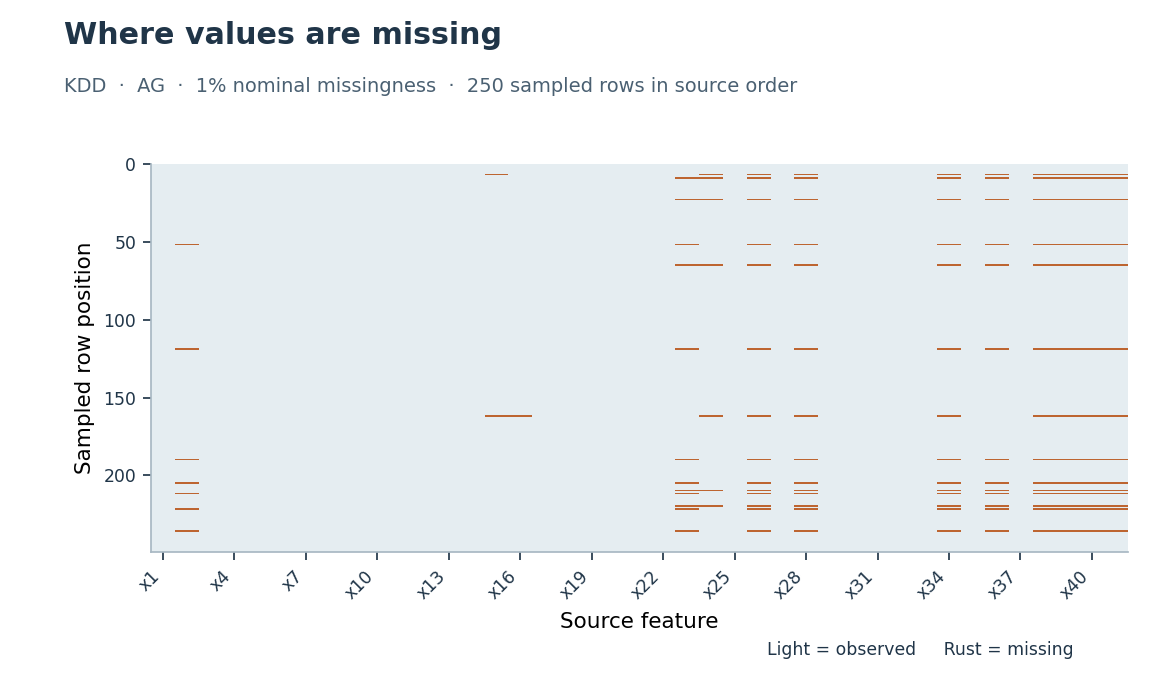 Where values are missing
KDD · AG · 1% nominal missingness · 250 sampled rows in source order
Sampled row position
0
50
100
150
200
x1 x4 x7 x10 x13 x16 x19 x22 x25 x28 x31 x34 x37 x40
Source feature
Light = observed Rust = missing